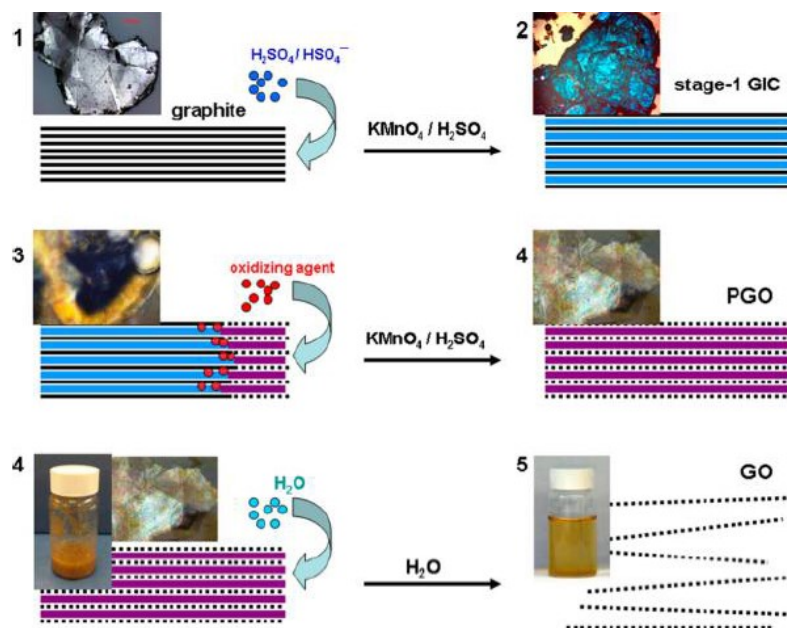 1
H₂SO₄/ HSO₄⁻
graphite
KMnO₄ / H₂SO₄
2
stage-1 GIC
3
oxidizing agent
KMnO₄ / H₂SO₄
4
PGO
4
H₂O
H₂O
5
GO